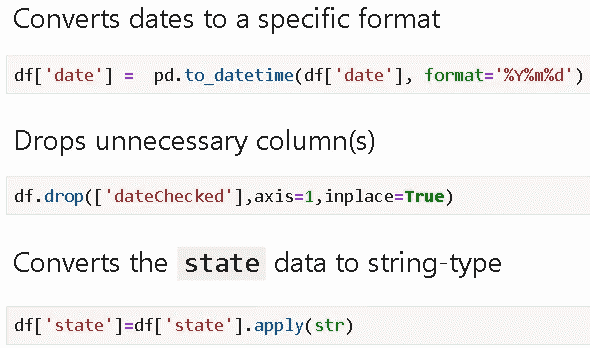 Converts dates to a specific format
df['date'] =  pd.to_datetime(df['date'], format='%Y%m%d')
Drops unnecessary column(s)
df.drop(['dateChecked'],axis=1,inplace=True)
Converts the state data to string-type
df['state']=df['state'].apply(str)